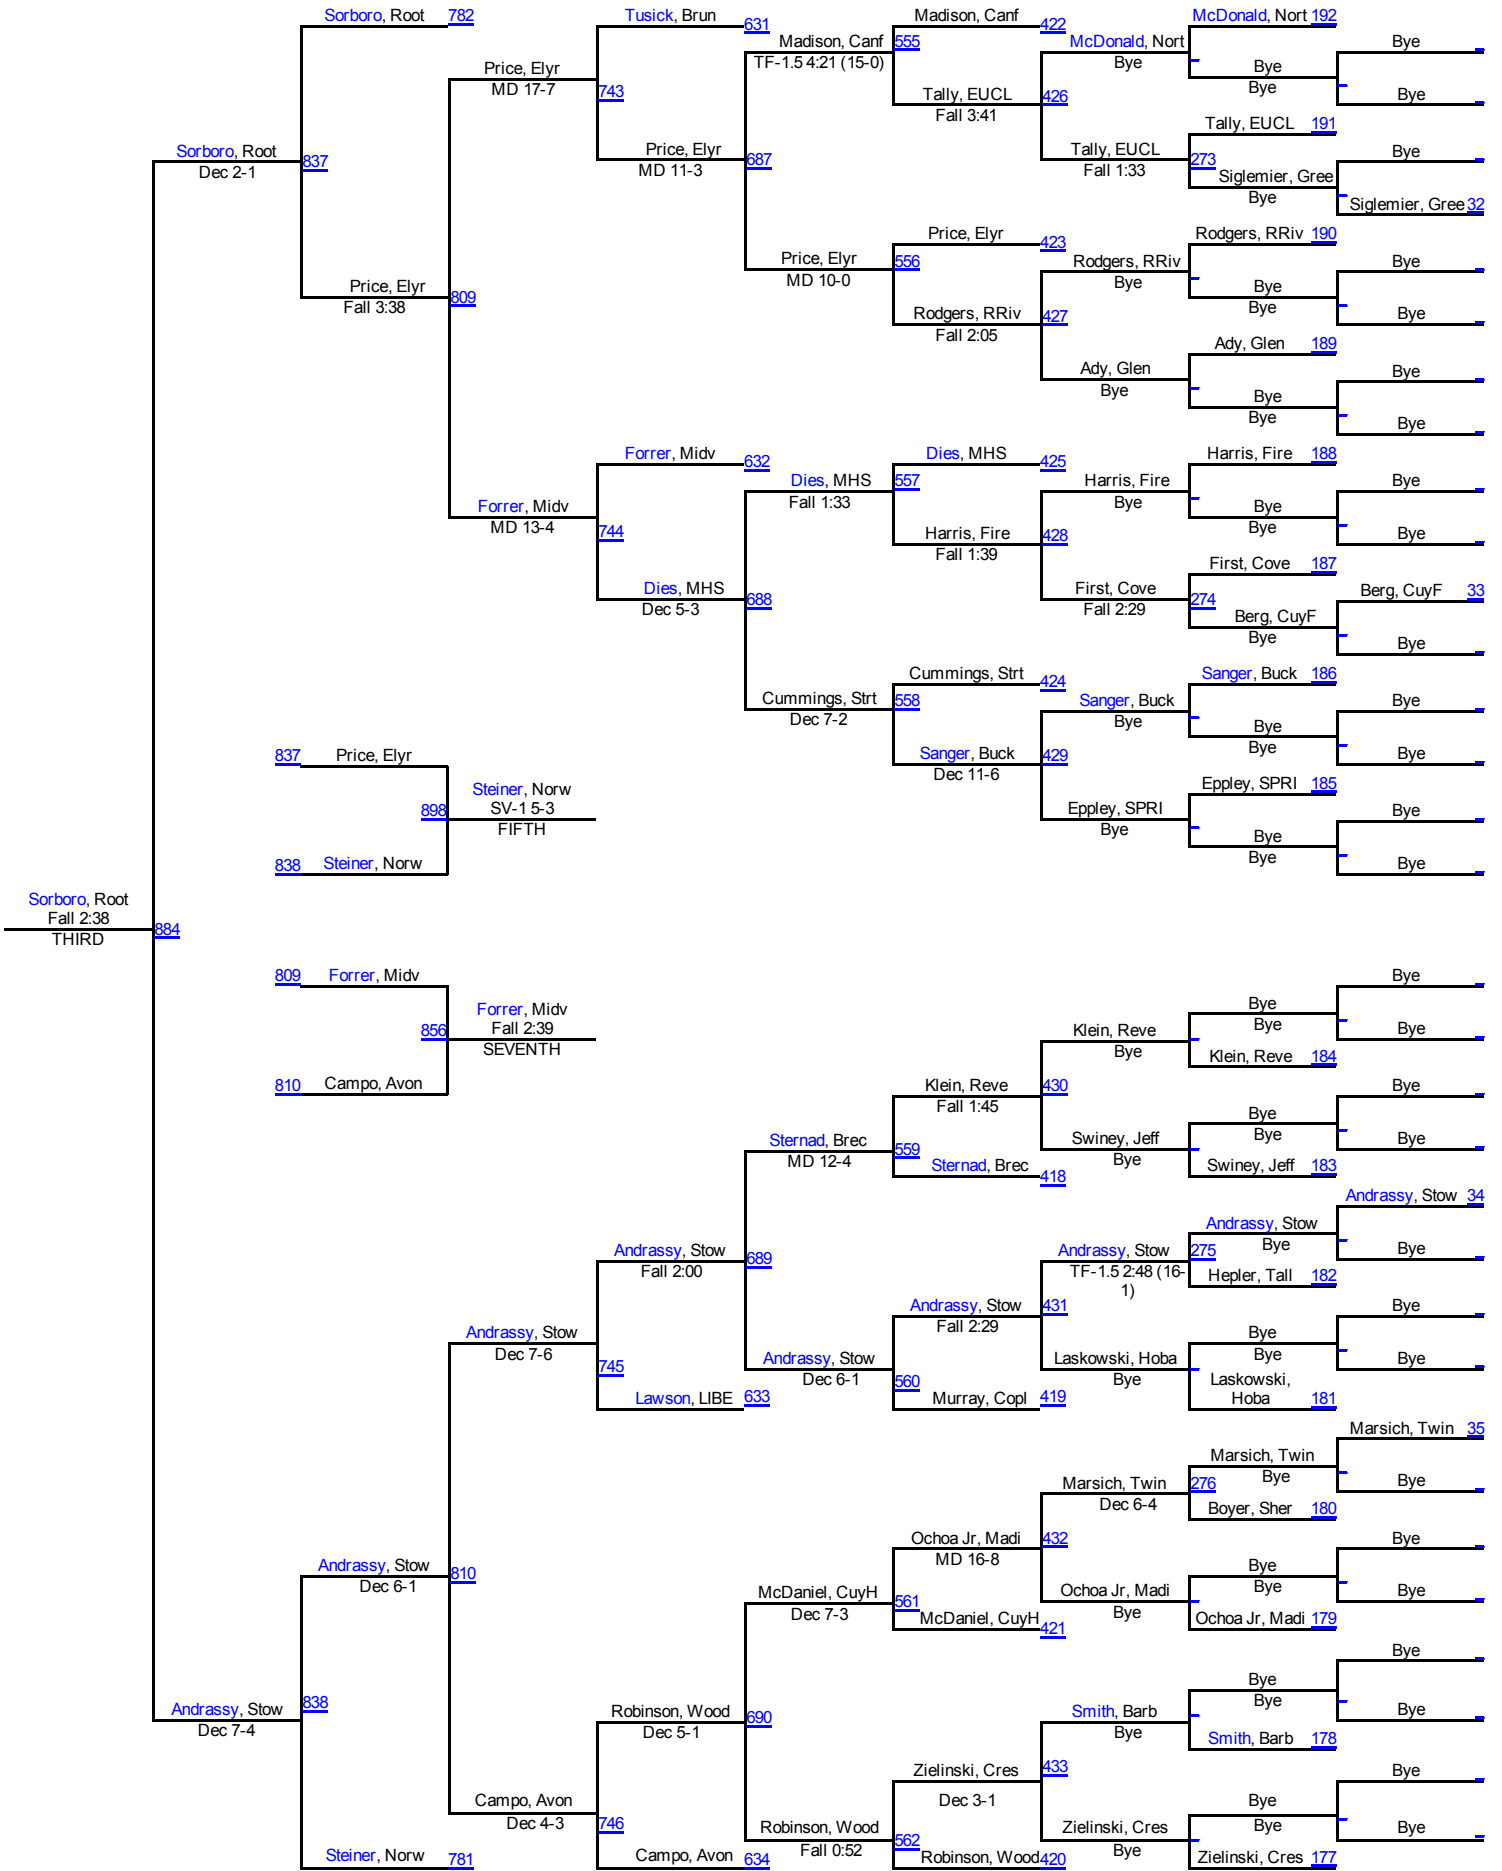 Sorboro, Root 782
Tusick, Brun 631
Madison, Canf 422
McDonald, Nort 192
Madison, Canf 555
TF-1.5 4:21 (15-0)
McDonald, Nort
Bye
Bye
Bye
Bye
Bye
Price, Elyr
MD 17-7
743
Tally, EUCL 426
Fall 3:41
Tally, EUCL 191
Sorboro, Root
Dec 2-1
837
Price, Elyr
MD 11-3
687
Tally, EUCL
Fall 1:33
273
Bye
Siglemier, Gree
Bye
Siglemier, Gree 32
Price, Elyr 423
Rodgers, RRiv 190
Price, Elyr
MD 10-0
556
Rodgers, RRiv
Bye
Bye
Bye
Bye
Bye
Price, Elyr
Fall 3:38
809
Rodgers, RRiv 427
Fall 2:05
Ady, Glen 189
Ady, Glen
Bye
Bye
Bye
Bye
Bye
Forrer, Midv 632
Dies, MHS 425
Harris, Fire 188
Dies, MHS
Fall 1:33
557
Harris, Fire
Bye
Bye
Bye
Bye
Bye
Forrer, Midv
MD 13-4
744
Harris, Fire 428
Fall 1:39
First, Cove 187
Dies, MHS
Dec 5-3
688
First, Cove
Fall 2:29
274
Berg, CuyF 33
Berg, CuyF
Bye
Bye
Cummings, Strt 424
Sanger, Buck 186
Cummings, Strt
Dec 7-2
558
Sanger, Buck
Bye
Bye
Bye
Bye
Bye
837 Price, Elyr
Sanger, Buck 429
Dec 11-6
Steiner, Norw
898 SV-1 5-3
FIFTH
Eppley, SPRI 185
Eppley, SPRI
Bye
Bye
Bye
Bye
Bye
838 Steiner, Norw
Sorboro, Root
Fall 2:38
THIRD
884
809 Forrer, Midv
Bye
Forrer, Midv
856 Fall 2:39
SEVENTH
Klein, Reve
Bye
Bye
Bye
Bye
Klein, Reve 184
810 Campo, Avon
Klein, Reve 430
Fall 1:45
Bye
Sternad, Brec
MD 12-4
559
Swiney, Jeff
Bye
Bye
Bye
Bye
Sternad, Brec 418
Swiney, Jeff 183
Andrassy, Stow 34
Andrassy, Stow
Fall 2:00
689
Andrassy, Stow
TF-1.5 2:48 (16-
1)
275
Andrassy, Stow
Bye
Bye
Hepler, Tall 182
Andrassy, Stow
Dec 7-6
745
Andrassy, Stow 431
Fall 2:29
Bye
Andrassy, Stow
Dec 6-1
560
Laskowski, Hoba
Bye
Bye
Bye
Bye
Lawson, LIBE 633
Murray, Copl 419
Laskowski,
Hoba 181
Marsich, Twin 35
Marsich, Twin
Dec 6-4
276
Marsich, Twin
Bye
Bye
Boyer, Sher 180
Andrassy, Stow
Dec 6-1
810
Ochoa Jr, Madi 432
MD 16-8
Bye
McDaniel, CuyH
Dec 7-3
561
Ochoa Jr, Madi
Bye
Bye
Bye
Bye
McDaniel, CuyH 421
Ochoa Jr, Madi 179
Bye
Andrassy, Stow
Dec 7-4
838
Robinson, Wood
Dec 5-1
690
Smith, Barb
Bye
Bye
Bye
Bye
Smith, Barb 178
Zielinski, Cres 433
Dec 3-1
Bye
Campo, Avon
Dec 4-3
746
Robinson, Wood
Fall 0:52
562
Zielinski, Cres
Bye
Bye
Bye
Bye
Steiner, Norw 781
Campo, Avon 634
Robinson, Wood 420
Zielinski, Cres 177